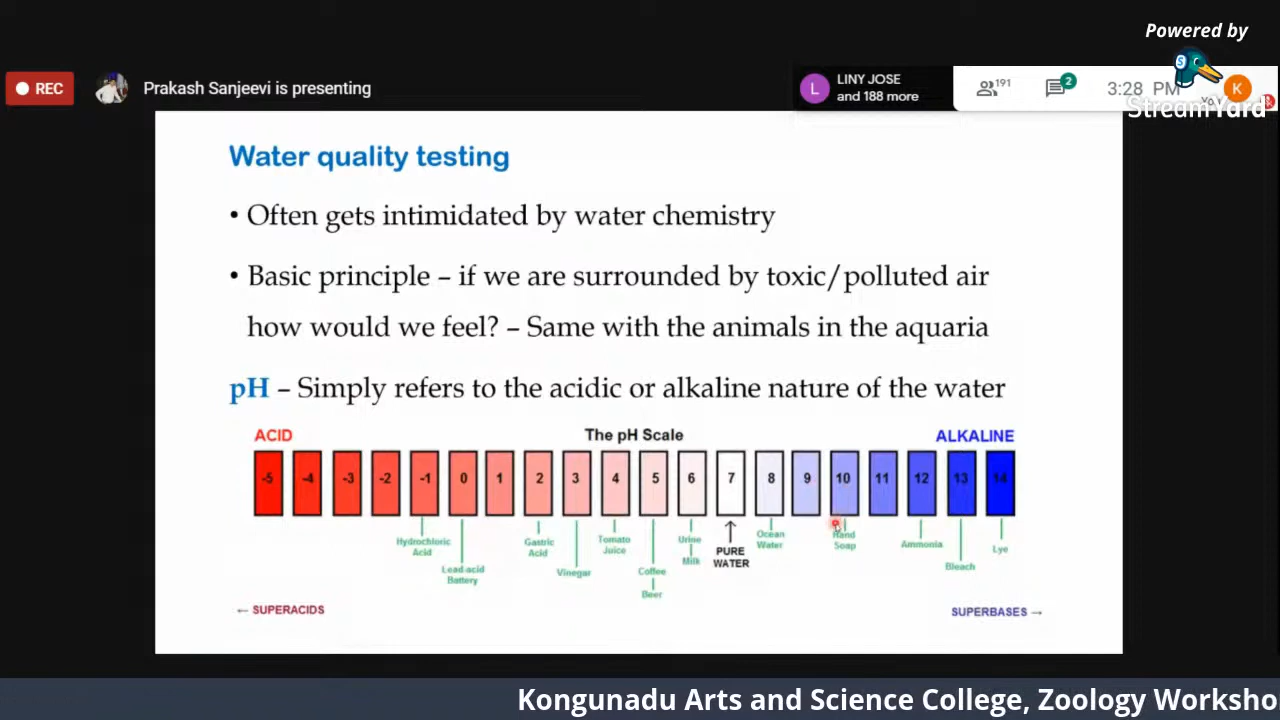 Powered by
StreamYard
REC
Prakash Sanjeevi is presenting
L
LINY JOSE
and 188 more
191
2
3:28 PM
K
Water quality testing
• Often gets intimidated by water chemistry
• Basic principle – if we are surrounded by toxic/polluted air
how would we feel? – Same with the animals in the aquaria
pH – Simply refers to the acidic or alkaline nature of the water
ACID The pH Scale ALKALINE
-5 -4 -3 -2 -1 0 1 2 3 4 5 6 7 8 9 10 11 12 13 14
Hydrochloric
Acid
Lead-acid
Battery
Gastric
Acid
Vinegar
Tomato
Juice
Coffee
Beer
Urine
Milk
PURE
WATER
Ocean
Water
Hand
Soap
Ammonia
Bleach
Lye
← SUPERACIDS
SUPERBASES →
Kongunadu Arts and Science College, Zoology Worksho